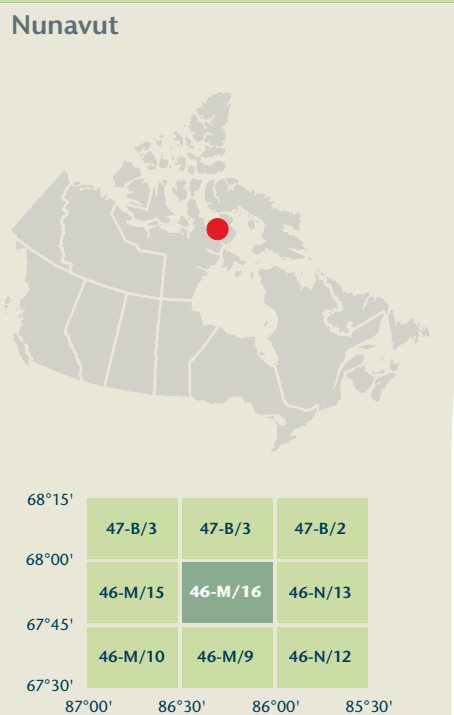 Nunavut
68°15'
47-B/3 47-B/3 47-B/2
68°00'
46-M/15 46-M/16 46-N/13
67°45'
46-M/10 46-M/9 46-N/12
67°30'
87°00' 86°30' 86°00' 85°30'